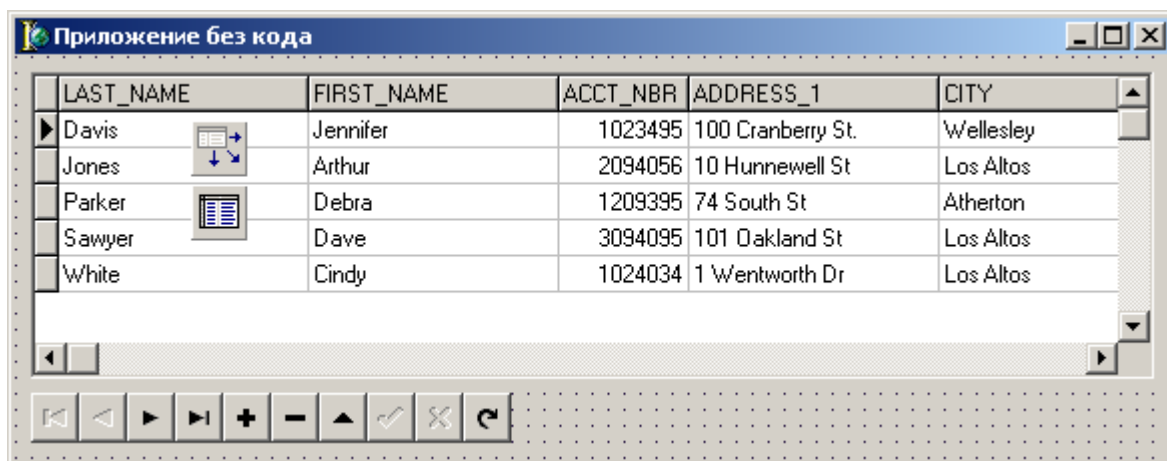 Приложение без кода
LAST_NAME FIRST_NAME ACCT_NBR ADDRESS_1 CITY
Davis Jennifer 1023495 100 Cranberry St. Wellesley
Jones Arthur 2094056 10 Hunnewell St Los Altos
Parker Debra 1209395 74 South St Atherton
Sawyer Dave 3094095 101 Oakland St Los Altos
White Cindy 1024034 1 Wentworth Dr Los Altos